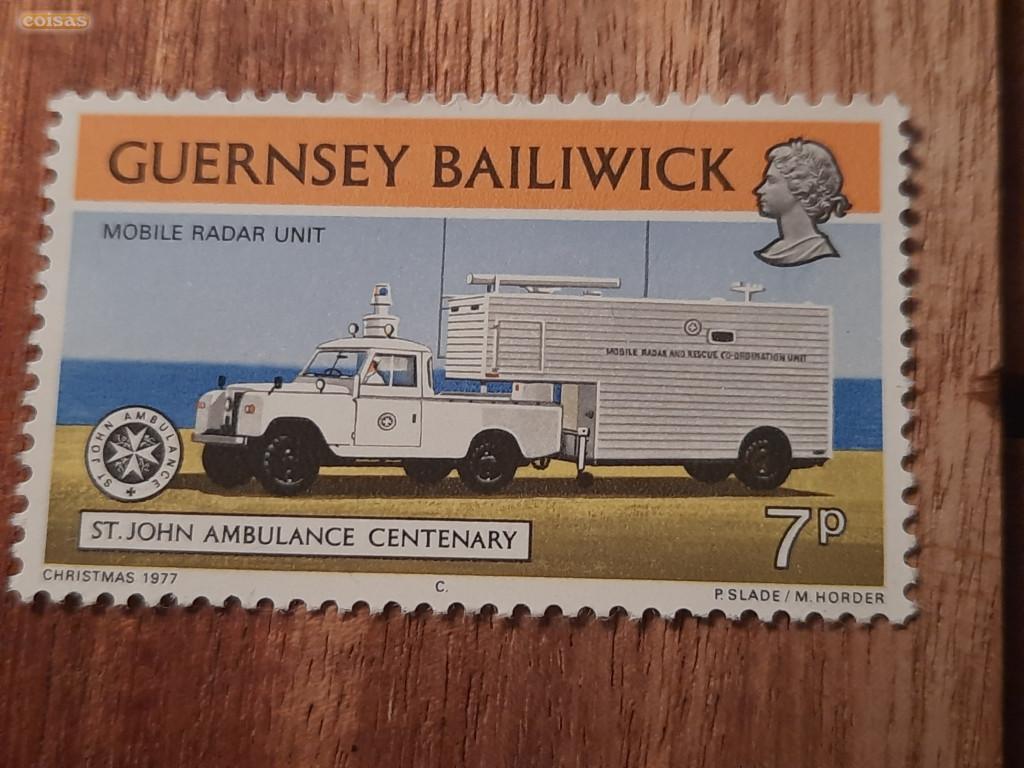 coisas
GUERNSEY BAILIWICK
MOBILE RADAR UNIT
MOBILE RADAR AND RESCUE CO-ORDINATION UNIT
ST JOHN AMBULANCE
ST. JOHN AMBULANCE CENTENARY
7p
CHRISTMAS 1977
C.
P. SLADE / M. HORDER